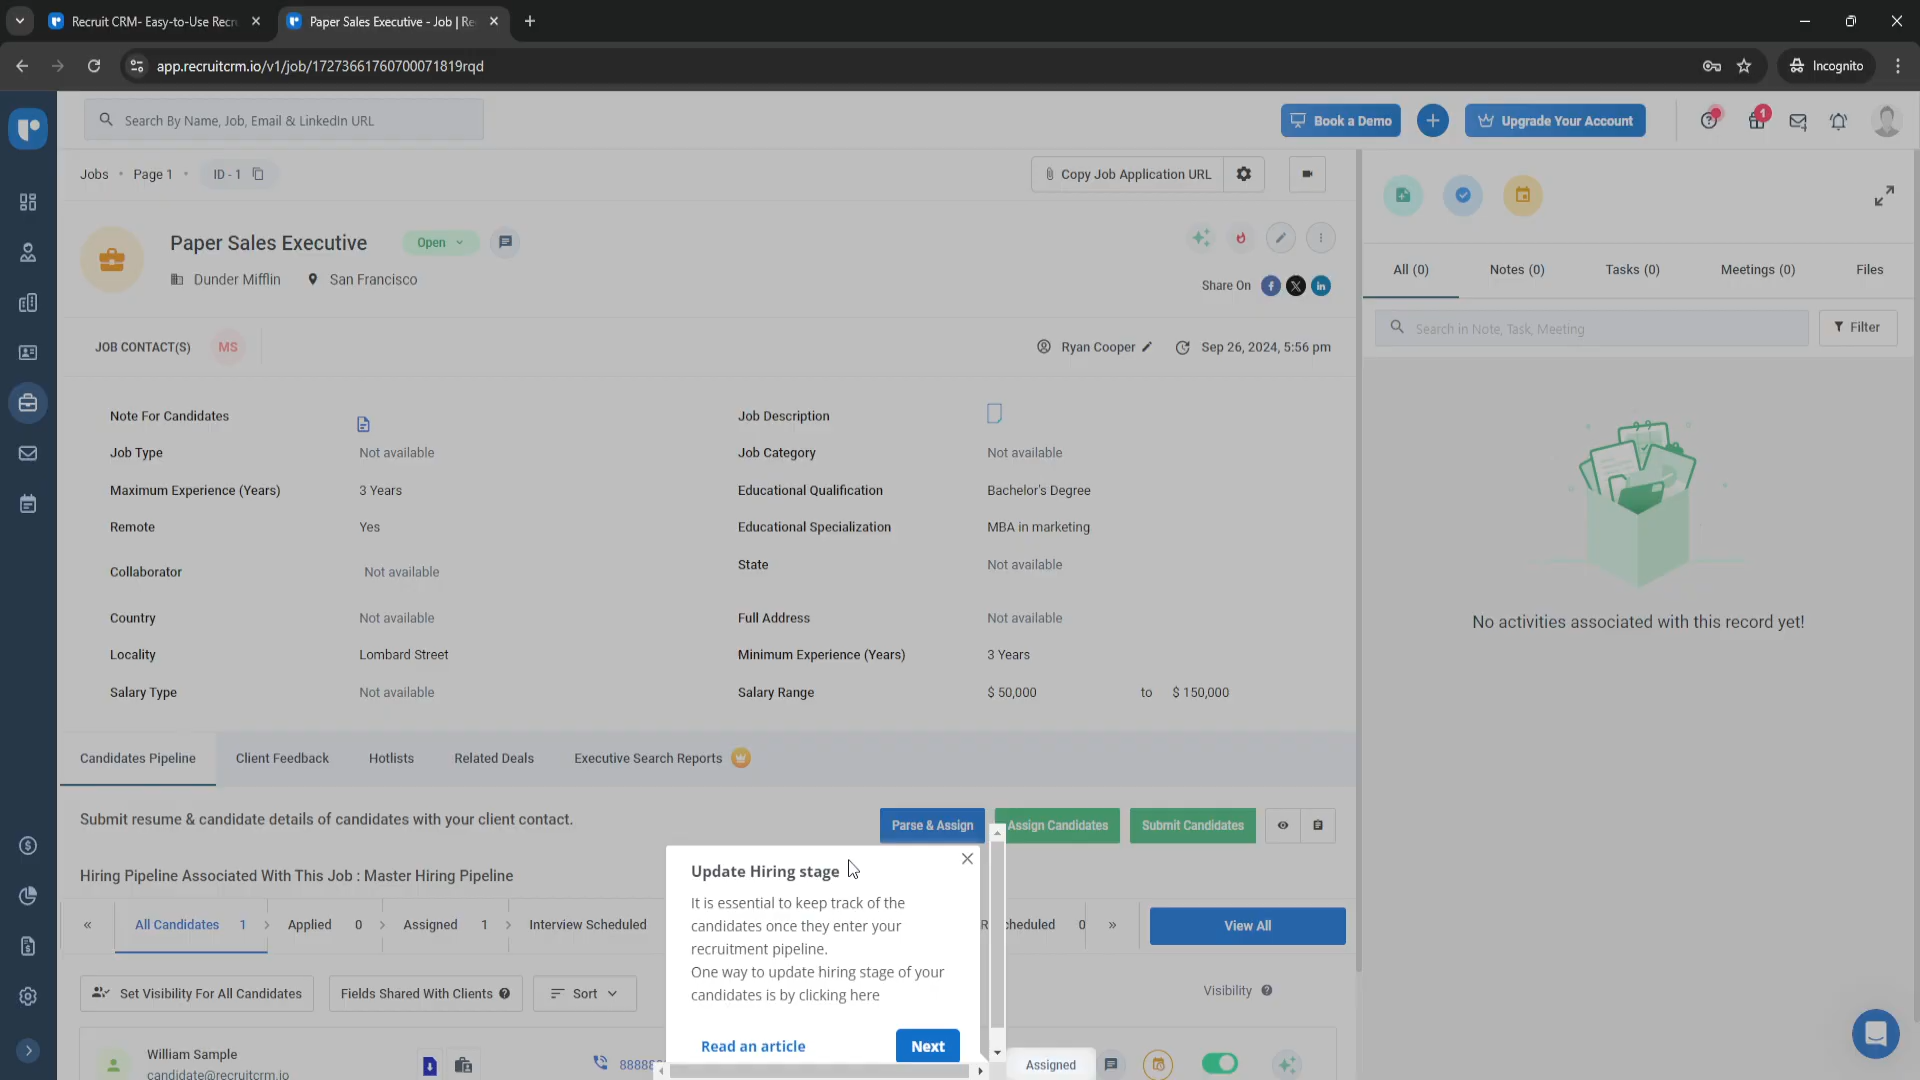 Recruit CRM- Easy-to-Use Recr
Paper Sales Executive - Job | Re
app.recruitcrm.io/v1/job/17273661760700071819rqd
Incognito
Search By Name, Job, Email & LinkedIn URL
Book a Demo
Upgrade Your Account
1
Jobs • Page 1 • ID - 1
Copy Job Application URL
Paper Sales Executive
Open
Dunder Mifflin
San Francisco
Share On
JOB CONTACT(S)
MS
Ryan Cooper
Sep 26, 2024, 5:56 pm
All (0)
Notes (0)
Tasks (0)
Meetings (0)
Files
Search in Note, Task, Meeting
Filter
Note For Candidates
Job Description
Job Type
Not available
Job Category
Not available
Maximum Experience (Years)
3 Years
Educational Qualification
Bachelor's Degree
Remote
Yes
Educational Specialization
MBA in marketing
Collaborator
Not available
State
Not available
Country
Not available
Full Address
Not available
Locality
Lombard Street
Minimum Experience (Years)
3 Years
Salary Type
Not available
Salary Range
$ 50,000 to $ 150,000
No activities associated with this record yet!
Candidates Pipeline
Client Feedback
Hotlists
Related Deals
Executive Search Reports
Submit resume & candidate details of candidates with your client contact.
Parse & Assign
Assign Candidates
Submit Candidates
Hiring Pipeline Associated With This Job : Master Hiring Pipeline
All Candidates 1
Applied 0
Assigned 1
Interview Scheduled
cheduled 0
View All
Update Hiring stage
It is essential to keep track of the
candidates once they enter your
recruitment pipeline.
One way to update hiring stage of your
candidates is by clicking here
Read an article
Next
Set Visibility For All Candidates
Fields Shared With Clients
Sort
Visibility
William Sample
candidate@recruitcrm.io
Assigned